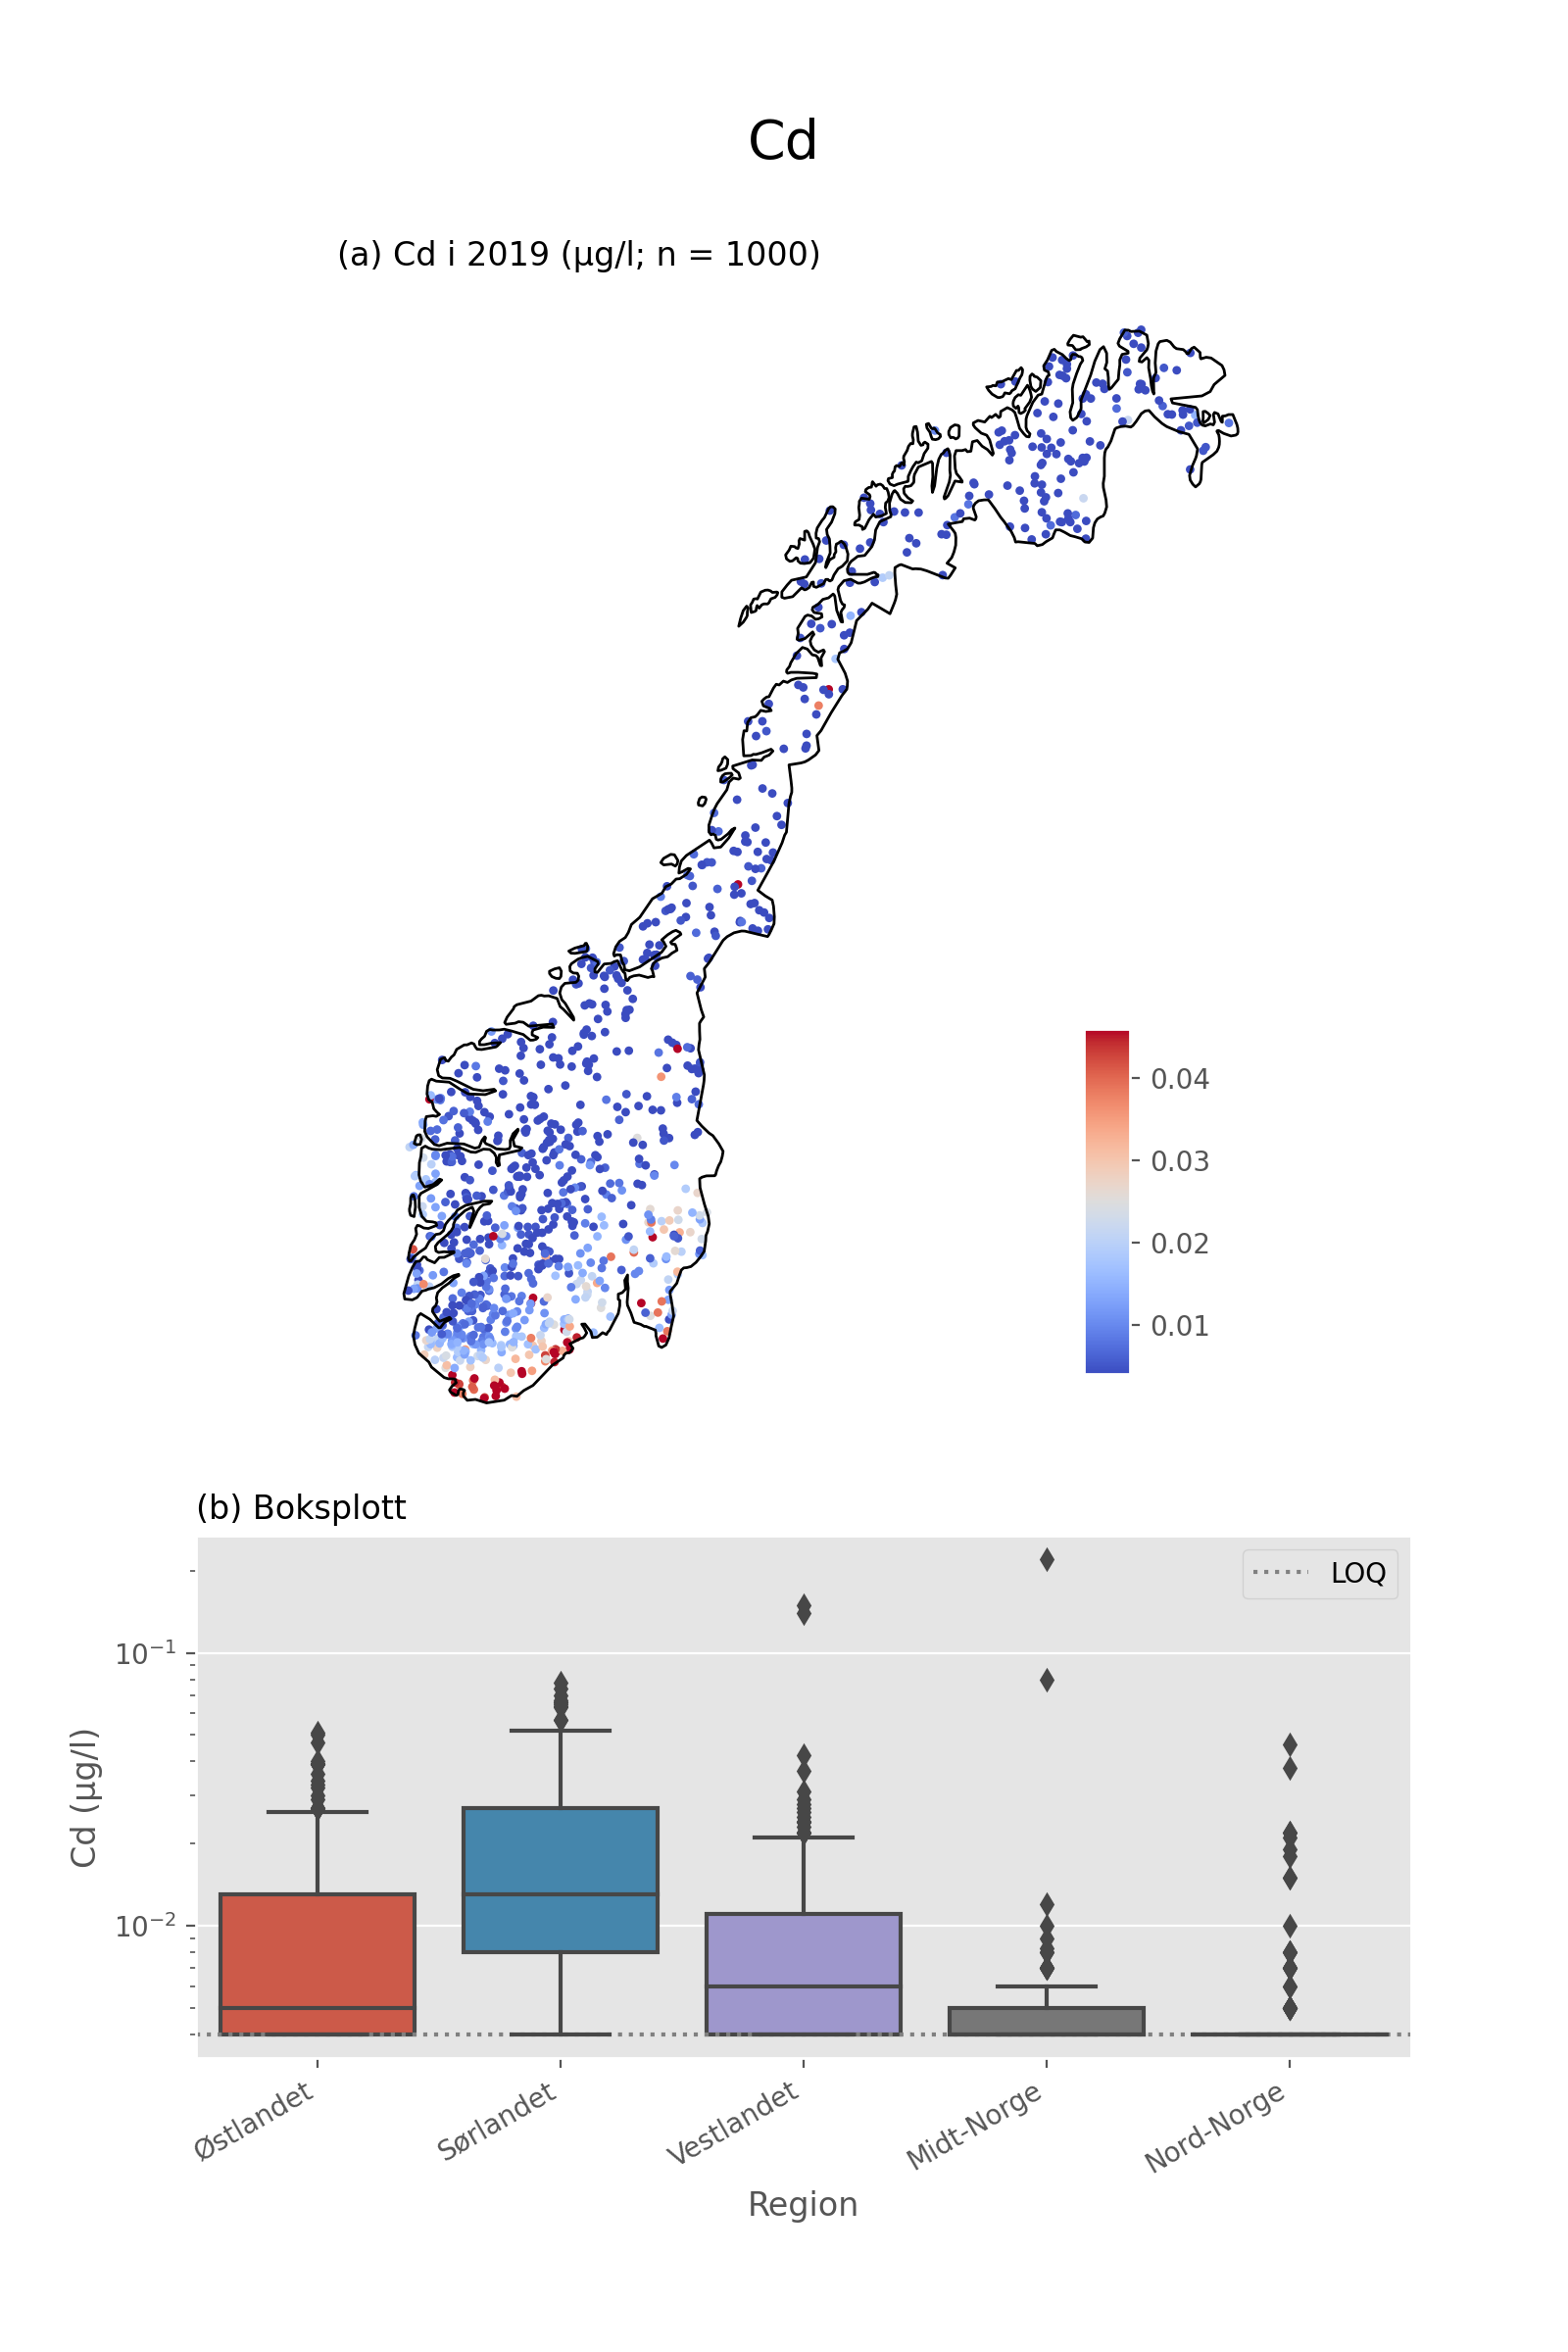 Cd
(a) Cd i 2019 (µg/l; n = 1000)
0.04
0.03
0.02
0.01
(b) Boksplott
LOQ
10⁻¹
10⁻²
Cd (µg/l)
Østlandet
Sørlandet
Vestlandet
Midt-Norge
Nord-Norge
Region